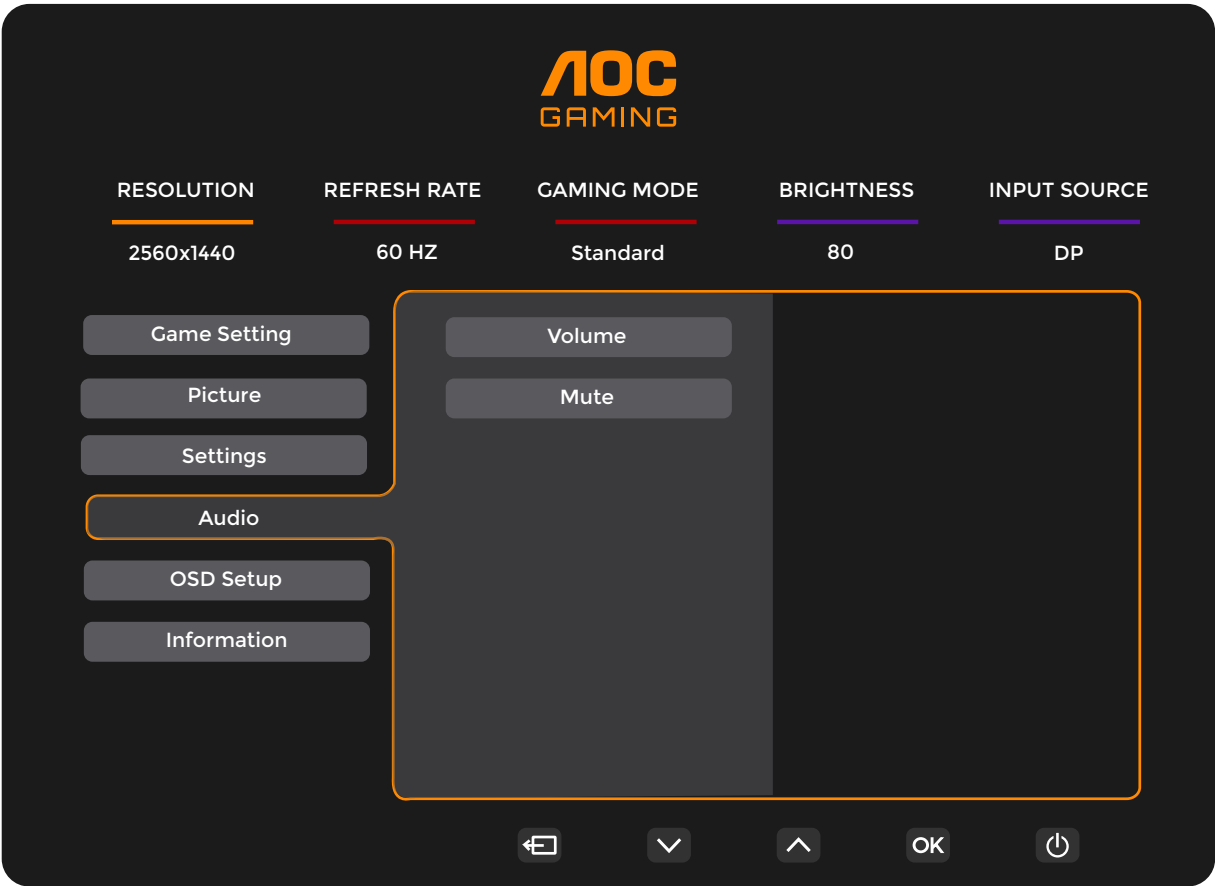 AOC
GAMING
RESOLUTION REFRESH RATE GAMING MODE BRIGHTNESS INPUT SOURCE
2560x1440 60 HZ Standard 80 DP
Game Setting
Picture
Settings
Audio
OSD Setup
Information
Volume
Mute
OK